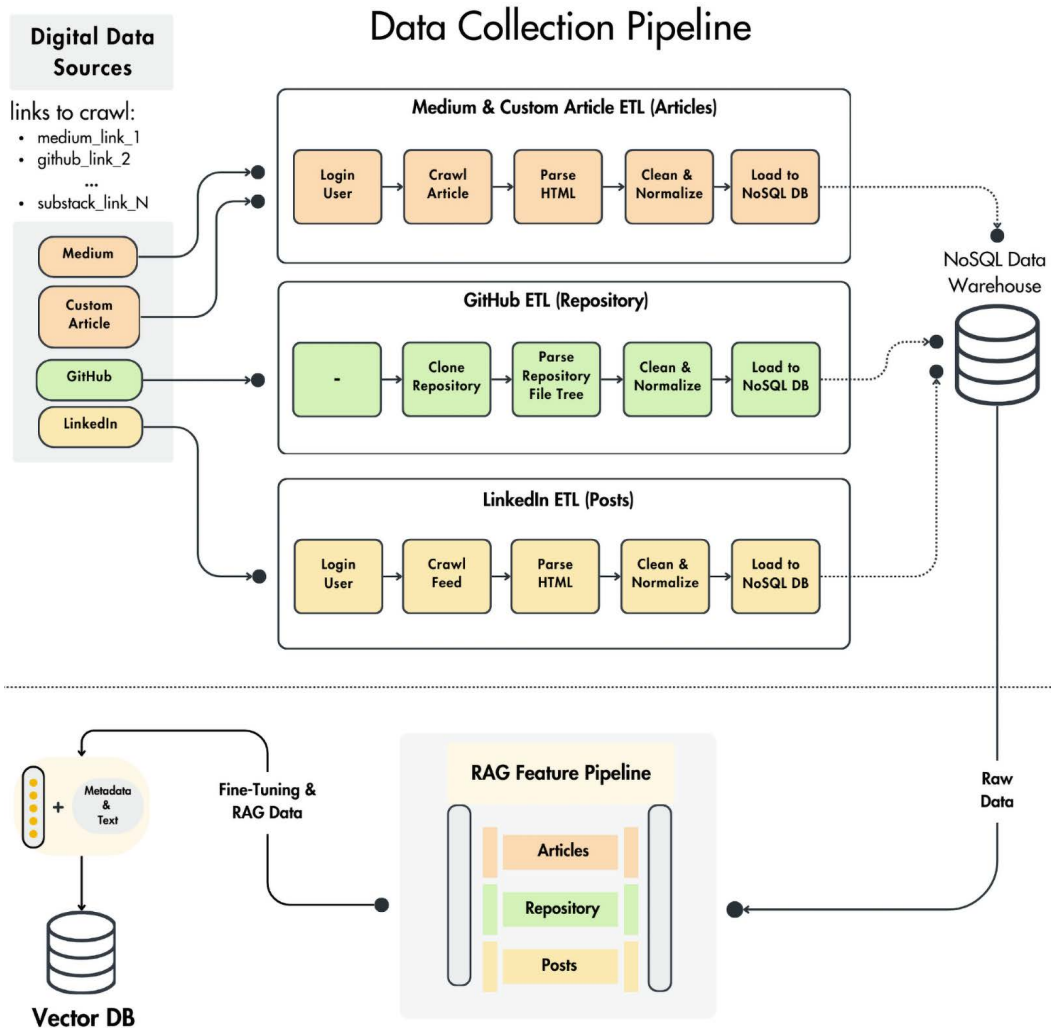 Data Collection Pipeline
Digital Data
Sources
links to crawl:
• medium_link_1
• github_link_2
...
• substack_link_N
Medium
Custom
Article
GitHub
LinkedIn
Medium & Custom Article ETL (Articles)
Login
User
Crawl
Article
Parse
HTML
Clean &
Normalize
Load to
NoSQL DB
GitHub ETL (Repository)
-
Clone
Repository
Parse
Repository
File Tree
Clean &
Normalize
Load to
NoSQL DB
LinkedIn ETL (Posts)
Login
User
Crawl
Feed
Parse
HTML
Clean &
Normalize
Load to
NoSQL DB
NoSQL Data
Warehouse
Raw
Data
RAG Feature Pipeline
Articles
Repository
Posts
Fine-Tuning &
RAG Data
+
Metadata
&
Text
Vector DB